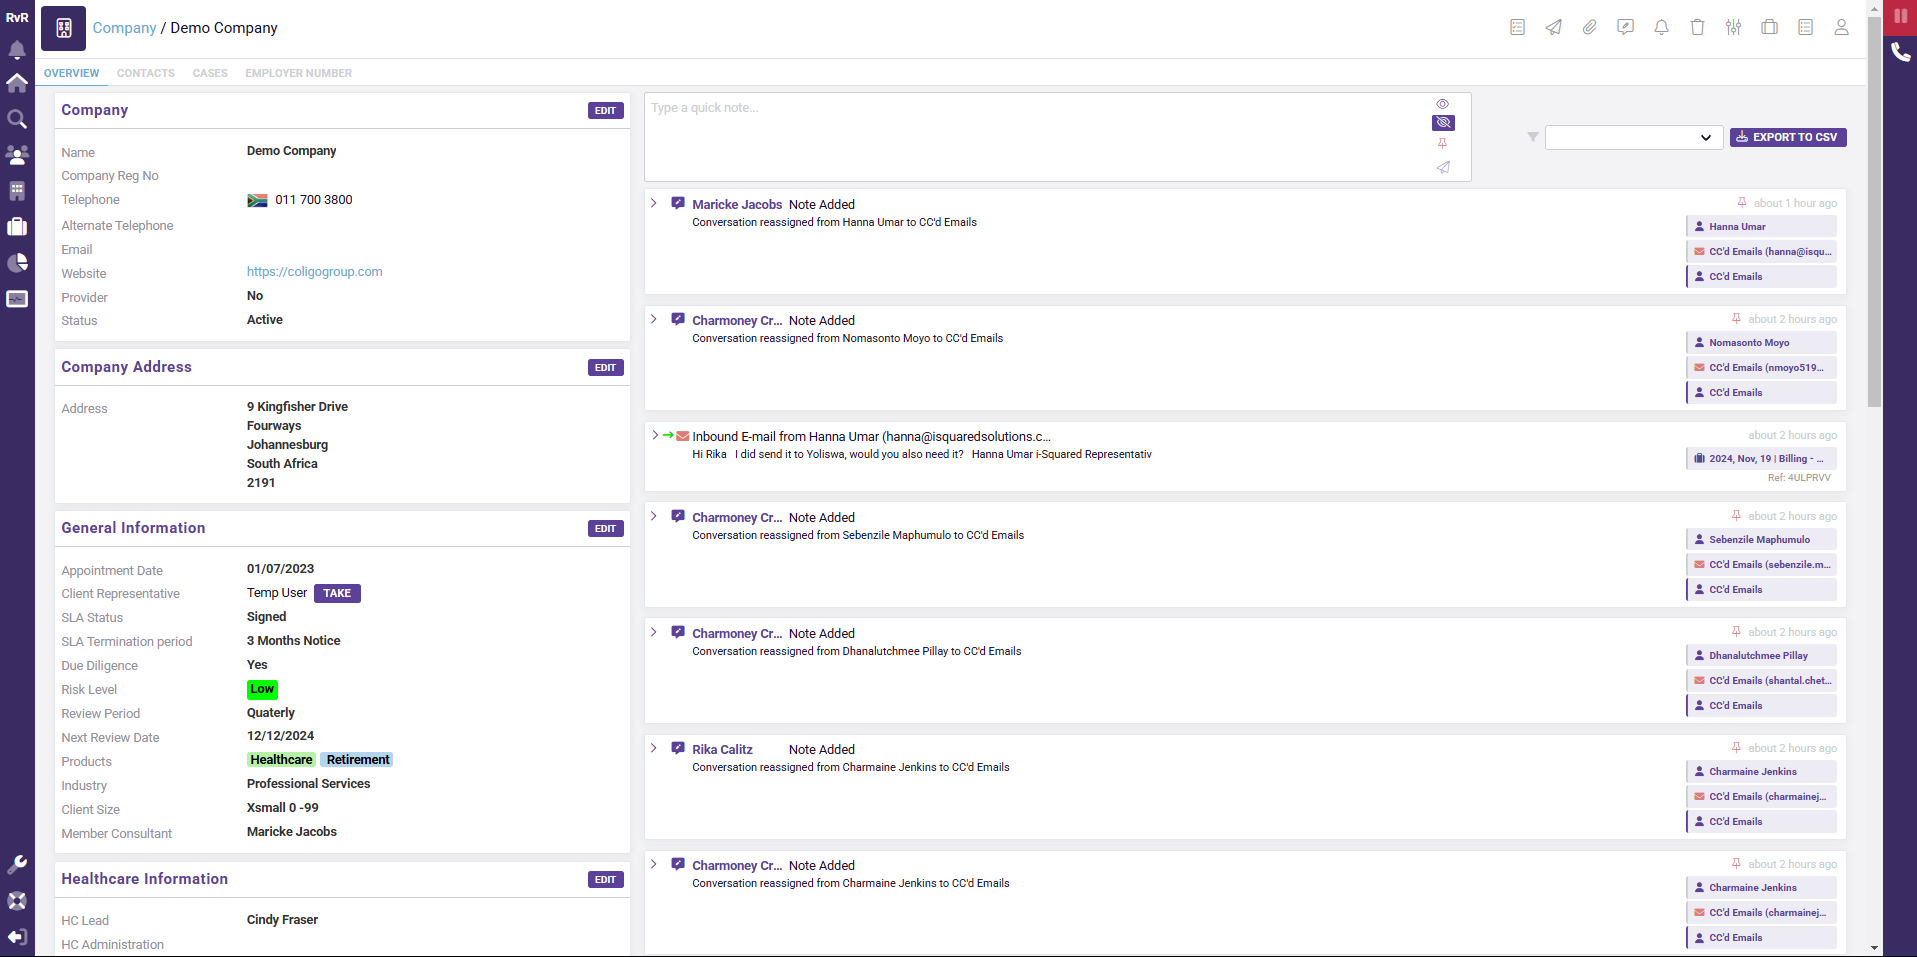 RvR
Company / Demo Company
OVERVIEW CONTACTS CASES EMPLOYER NUMBER
Company EDIT
Name Demo Company
Company Reg No
Telephone 011 700 3800
Alternate Telephone
Email
Website https://coligogroup.com
Provider No
Status Active
Company Address EDIT
Address 9 Kingfisher Drive
Fourways
Johannesburg
South Africa
2191
General Information EDIT
Appointment Date 01/07/2023
Client Representative Temp User TAKE
SLA Status Signed
SLA Termination period 3 Months Notice
Due Diligence Yes
Risk Level Low
Review Period Quaterly
Next Review Date 12/12/2024
Products Healthcare Retirement
Industry Professional Services
Client Size Xsmall 0 -99
Member Consultant Maricke Jacobs
Healthcare Information EDIT
HC Lead Cindy Fraser
HC Administration
Type a quick note...
EXPORT TO CSV
Maricke Jacobs Note Added about 1 hour ago
Conversation reassigned from Hanna Umar to CC'd Emails
Hanna Umar
CC'd Emails (hanna@isqu...
CC'd Emails
Charmoney Cr... Note Added about 2 hours ago
Conversation reassigned from Nomasonto Moyo to CC'd Emails
Nomasonto Moyo
CC'd Emails (nmoyo519...
CC'd Emails
Inbound E-mail from Hanna Umar (hanna@isquaredsolutions.c... about 2 hours ago
Hi Rika I did send it to Yoliswa, would you also need it? Hanna Umar i-Squared Representativ
2024, Nov, 19 | Billing - ...
Ref: 4ULPRVV
Charmoney Cr... Note Added about 2 hours ago
Conversation reassigned from Sebenzile Maphumulo to CC'd Emails
Sebenzile Maphumulo
CC'd Emails (sebenzile.m...
CC'd Emails
Charmoney Cr... Note Added about 2 hours ago
Conversation reassigned from Dhanalutchmee Pillay to CC'd Emails
Dhanalutchmee Pillay
CC'd Emails (shantal.chet...
CC'd Emails
Rika Calitz Note Added about 2 hours ago
Conversation reassigned from Charmaine Jenkins to CC'd Emails
Charmaine Jenkins
CC'd Emails (charmainej...
CC'd Emails
Charmoney Cr... Note Added about 2 hours ago
Conversation reassigned from Charmaine Jenkins to CC'd Emails
Charmaine Jenkins
CC'd Emails (charmainej...
CC'd Emails